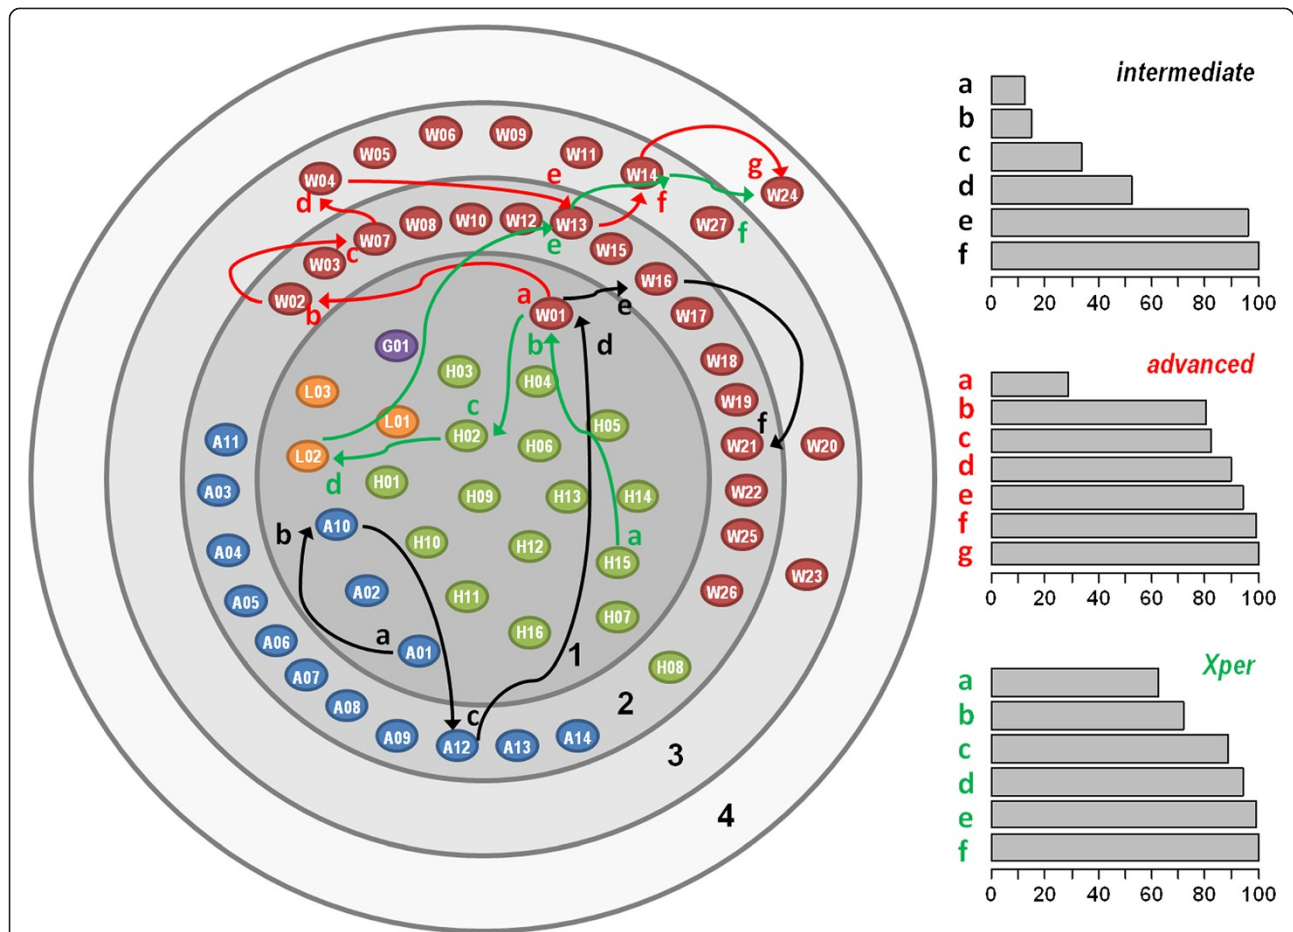 W06 W09
W05 W11
W04 e W14 g W24
d f
W08 W10 W12 W13 W27 f
W07 c e W15
W03 W16
W02 b a W01 e W17
b d
G01 W18
H03 H04
L03 W19
c
L01 H05 f
A11 H02 H06 W21 W20
L02
d H01
A03 H09 H13 H14 W22
b A10 a W25
A04 H10 H12 H15
W23
A02 W26
A05 H11
H07
A06 a H16
A01 1
A07 H08
A08 2
c
A09 A12 A13 A14
3
4
intermediate
a
b
c
d
e
f
0 20 40 60 80 100
advanced
a
b
c
d
e
f
g
0 20 40 60 80 100
Xper
a
b
c
d
e
f
0 20 40 60 80 100